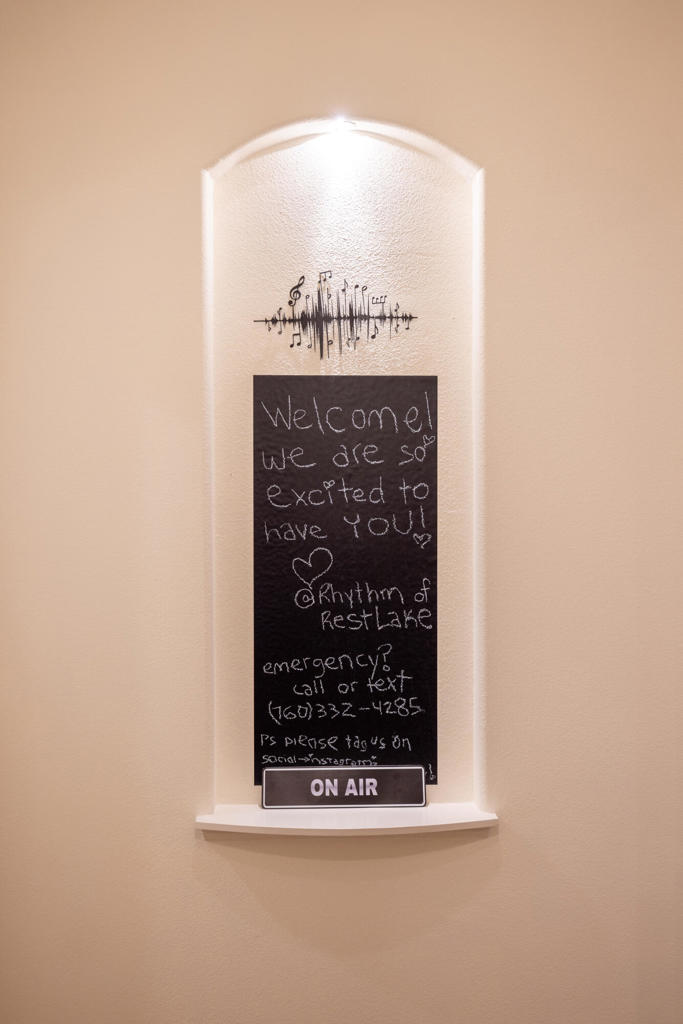 Welcome!
we are so
excited to
have YOU!
@Rhythm of
RestLake
emergency?
call or text
(760)332-4285
Ps please tag us on
social→instagram
!
ON AIR